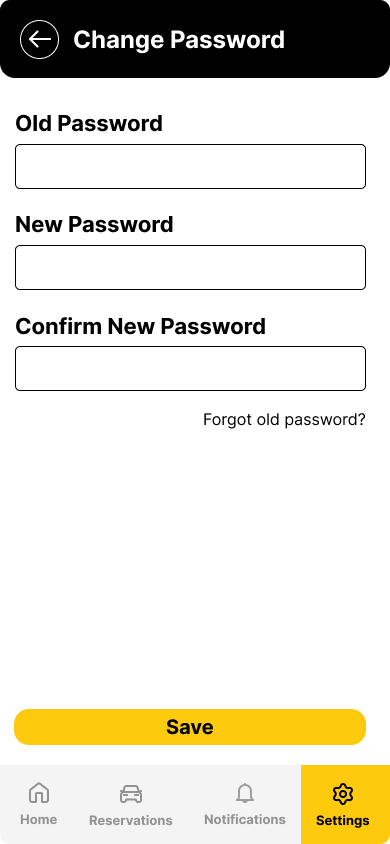 Change Password
Old Password
New Password
Confirm New Password
Forgot old password?
Save
Home
Reservations
Notifications
Settings